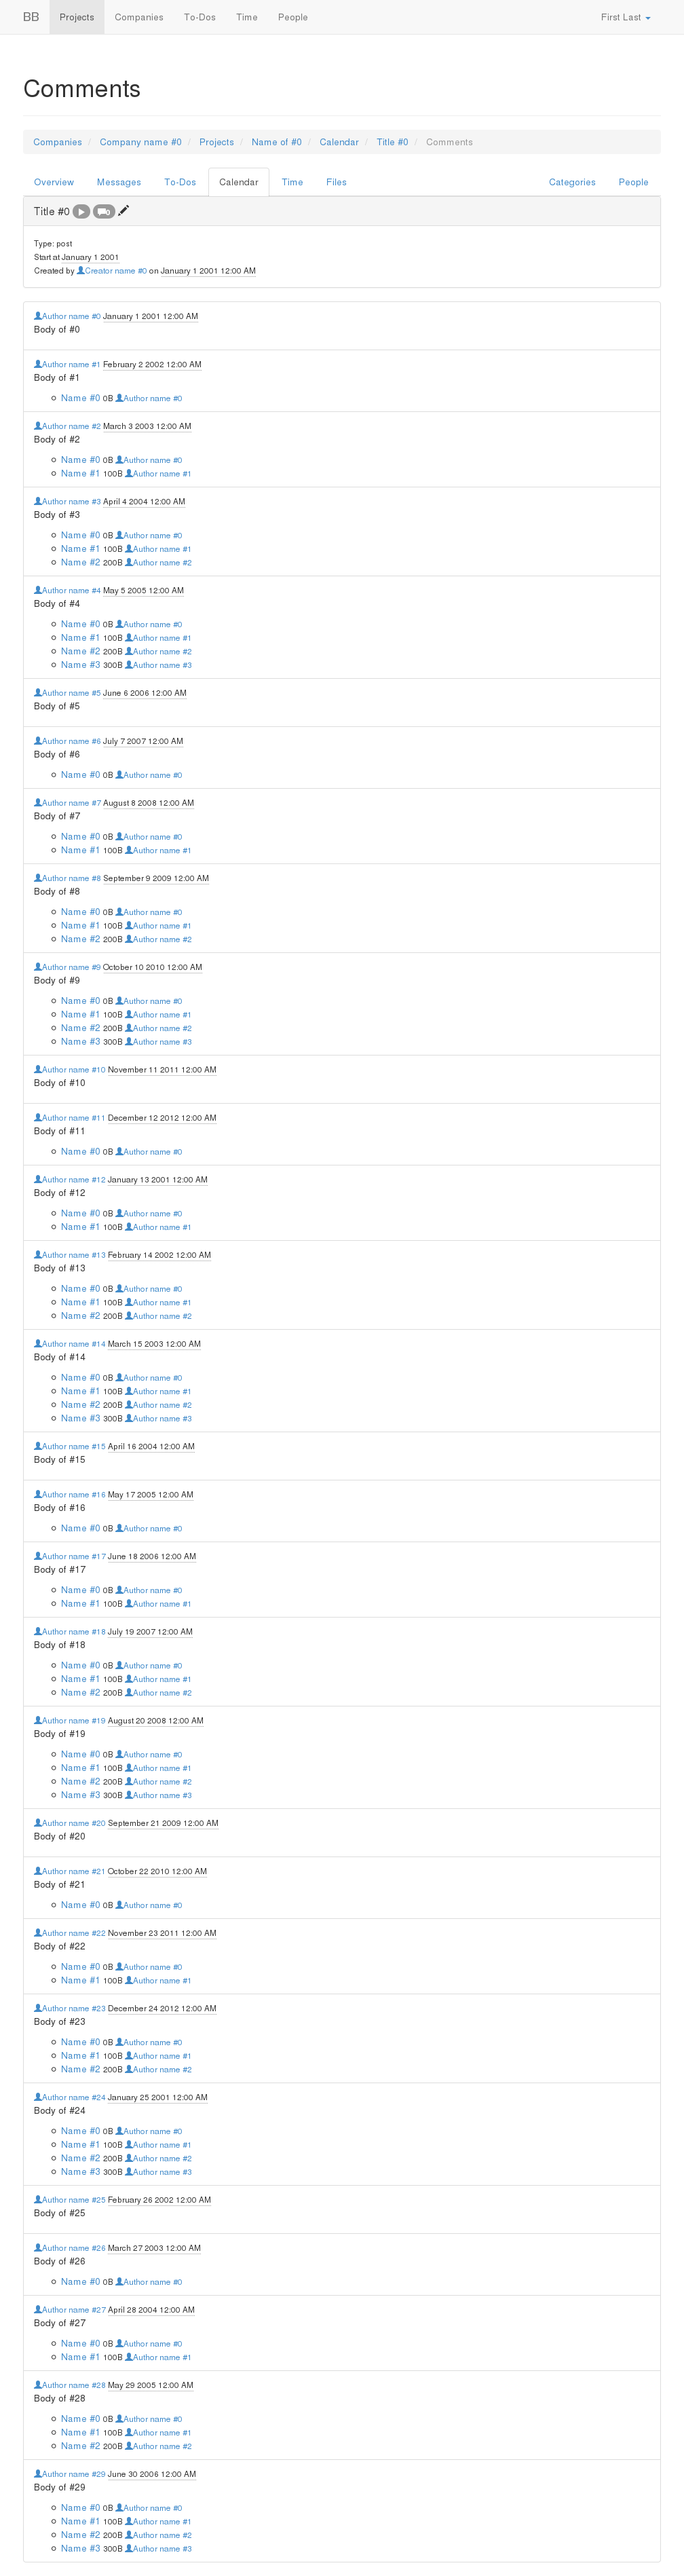 BB Projects Companies To-Dos Time People First Last
Comments
Companies / Company name #0 / Projects / Name of #0 / Calendar / Title #0 / Comments
Overview Messages To-Dos Calendar Time Files Categories People
Title #0 0
Type: post
Start at January 1 2001
Created by Creator name #0 on January 1 2001 12:00 AM
Author name #0 January 1 2001 12:00 AM
Body of #0
Author name #1 February 2 2002 12:00 AM
Body of #1
Name #0 0B Author name #0
Author name #2 March 3 2003 12:00 AM
Body of #2
Name #0 0B Author name #0
Name #1 100B Author name #1
Author name #3 April 4 2004 12:00 AM
Body of #3
Name #0 0B Author name #0
Name #1 100B Author name #1
Name #2 200B Author name #2
Author name #4 May 5 2005 12:00 AM
Body of #4
Name #0 0B Author name #0
Name #1 100B Author name #1
Name #2 200B Author name #2
Name #3 300B Author name #3
Author name #5 June 6 2006 12:00 AM
Body of #5
Author name #6 July 7 2007 12:00 AM
Body of #6
Name #0 0B Author name #0
Author name #7 August 8 2008 12:00 AM
Body of #7
Name #0 0B Author name #0
Name #1 100B Author name #1
Author name #8 September 9 2009 12:00 AM
Body of #8
Name #0 0B Author name #0
Name #1 100B Author name #1
Name #2 200B Author name #2
Author name #9 October 10 2010 12:00 AM
Body of #9
Name #0 0B Author name #0
Name #1 100B Author name #1
Name #2 200B Author name #2
Name #3 300B Author name #3
Author name #10 November 11 2011 12:00 AM
Body of #10
Author name #11 December 12 2012 12:00 AM
Body of #11
Name #0 0B Author name #0
Author name #12 January 13 2001 12:00 AM
Body of #12
Name #0 0B Author name #0
Name #1 100B Author name #1
Author name #13 February 14 2002 12:00 AM
Body of #13
Name #0 0B Author name #0
Name #1 100B Author name #1
Name #2 200B Author name #2
Author name #14 March 15 2003 12:00 AM
Body of #14
Name #0 0B Author name #0
Name #1 100B Author name #1
Name #2 200B Author name #2
Name #3 300B Author name #3
Author name #15 April 16 2004 12:00 AM
Body of #15
Author name #16 May 17 2005 12:00 AM
Body of #16
Name #0 0B Author name #0
Author name #17 June 18 2006 12:00 AM
Body of #17
Name #0 0B Author name #0
Name #1 100B Author name #1
Author name #18 July 19 2007 12:00 AM
Body of #18
Name #0 0B Author name #0
Name #1 100B Author name #1
Name #2 200B Author name #2
Author name #19 August 20 2008 12:00 AM
Body of #19
Name #0 0B Author name #0
Name #1 100B Author name #1
Name #2 200B Author name #2
Name #3 300B Author name #3
Author name #20 September 21 2009 12:00 AM
Body of #20
Author name #21 October 22 2010 12:00 AM
Body of #21
Name #0 0B Author name #0
Author name #22 November 23 2011 12:00 AM
Body of #22
Name #0 0B Author name #0
Name #1 100B Author name #1
Author name #23 December 24 2012 12:00 AM
Body of #23
Name #0 0B Author name #0
Name #1 100B Author name #1
Name #2 200B Author name #2
Author name #24 January 25 2001 12:00 AM
Body of #24
Name #0 0B Author name #0
Name #1 100B Author name #1
Name #2 200B Author name #2
Name #3 300B Author name #3
Author name #25 February 26 2002 12:00 AM
Body of #25
Author name #26 March 27 2003 12:00 AM
Body of #26
Name #0 0B Author name #0
Author name #27 April 28 2004 12:00 AM
Body of #27
Name #0 0B Author name #0
Name #1 100B Author name #1
Author name #28 May 29 2005 12:00 AM
Body of #28
Name #0 0B Author name #0
Name #1 100B Author name #1
Name #2 200B Author name #2
Author name #29 June 30 2006 12:00 AM
Body of #29
Name #0 0B Author name #0
Name #1 100B Author name #1
Name #2 200B Author name #2
Name #3 300B Author name #3